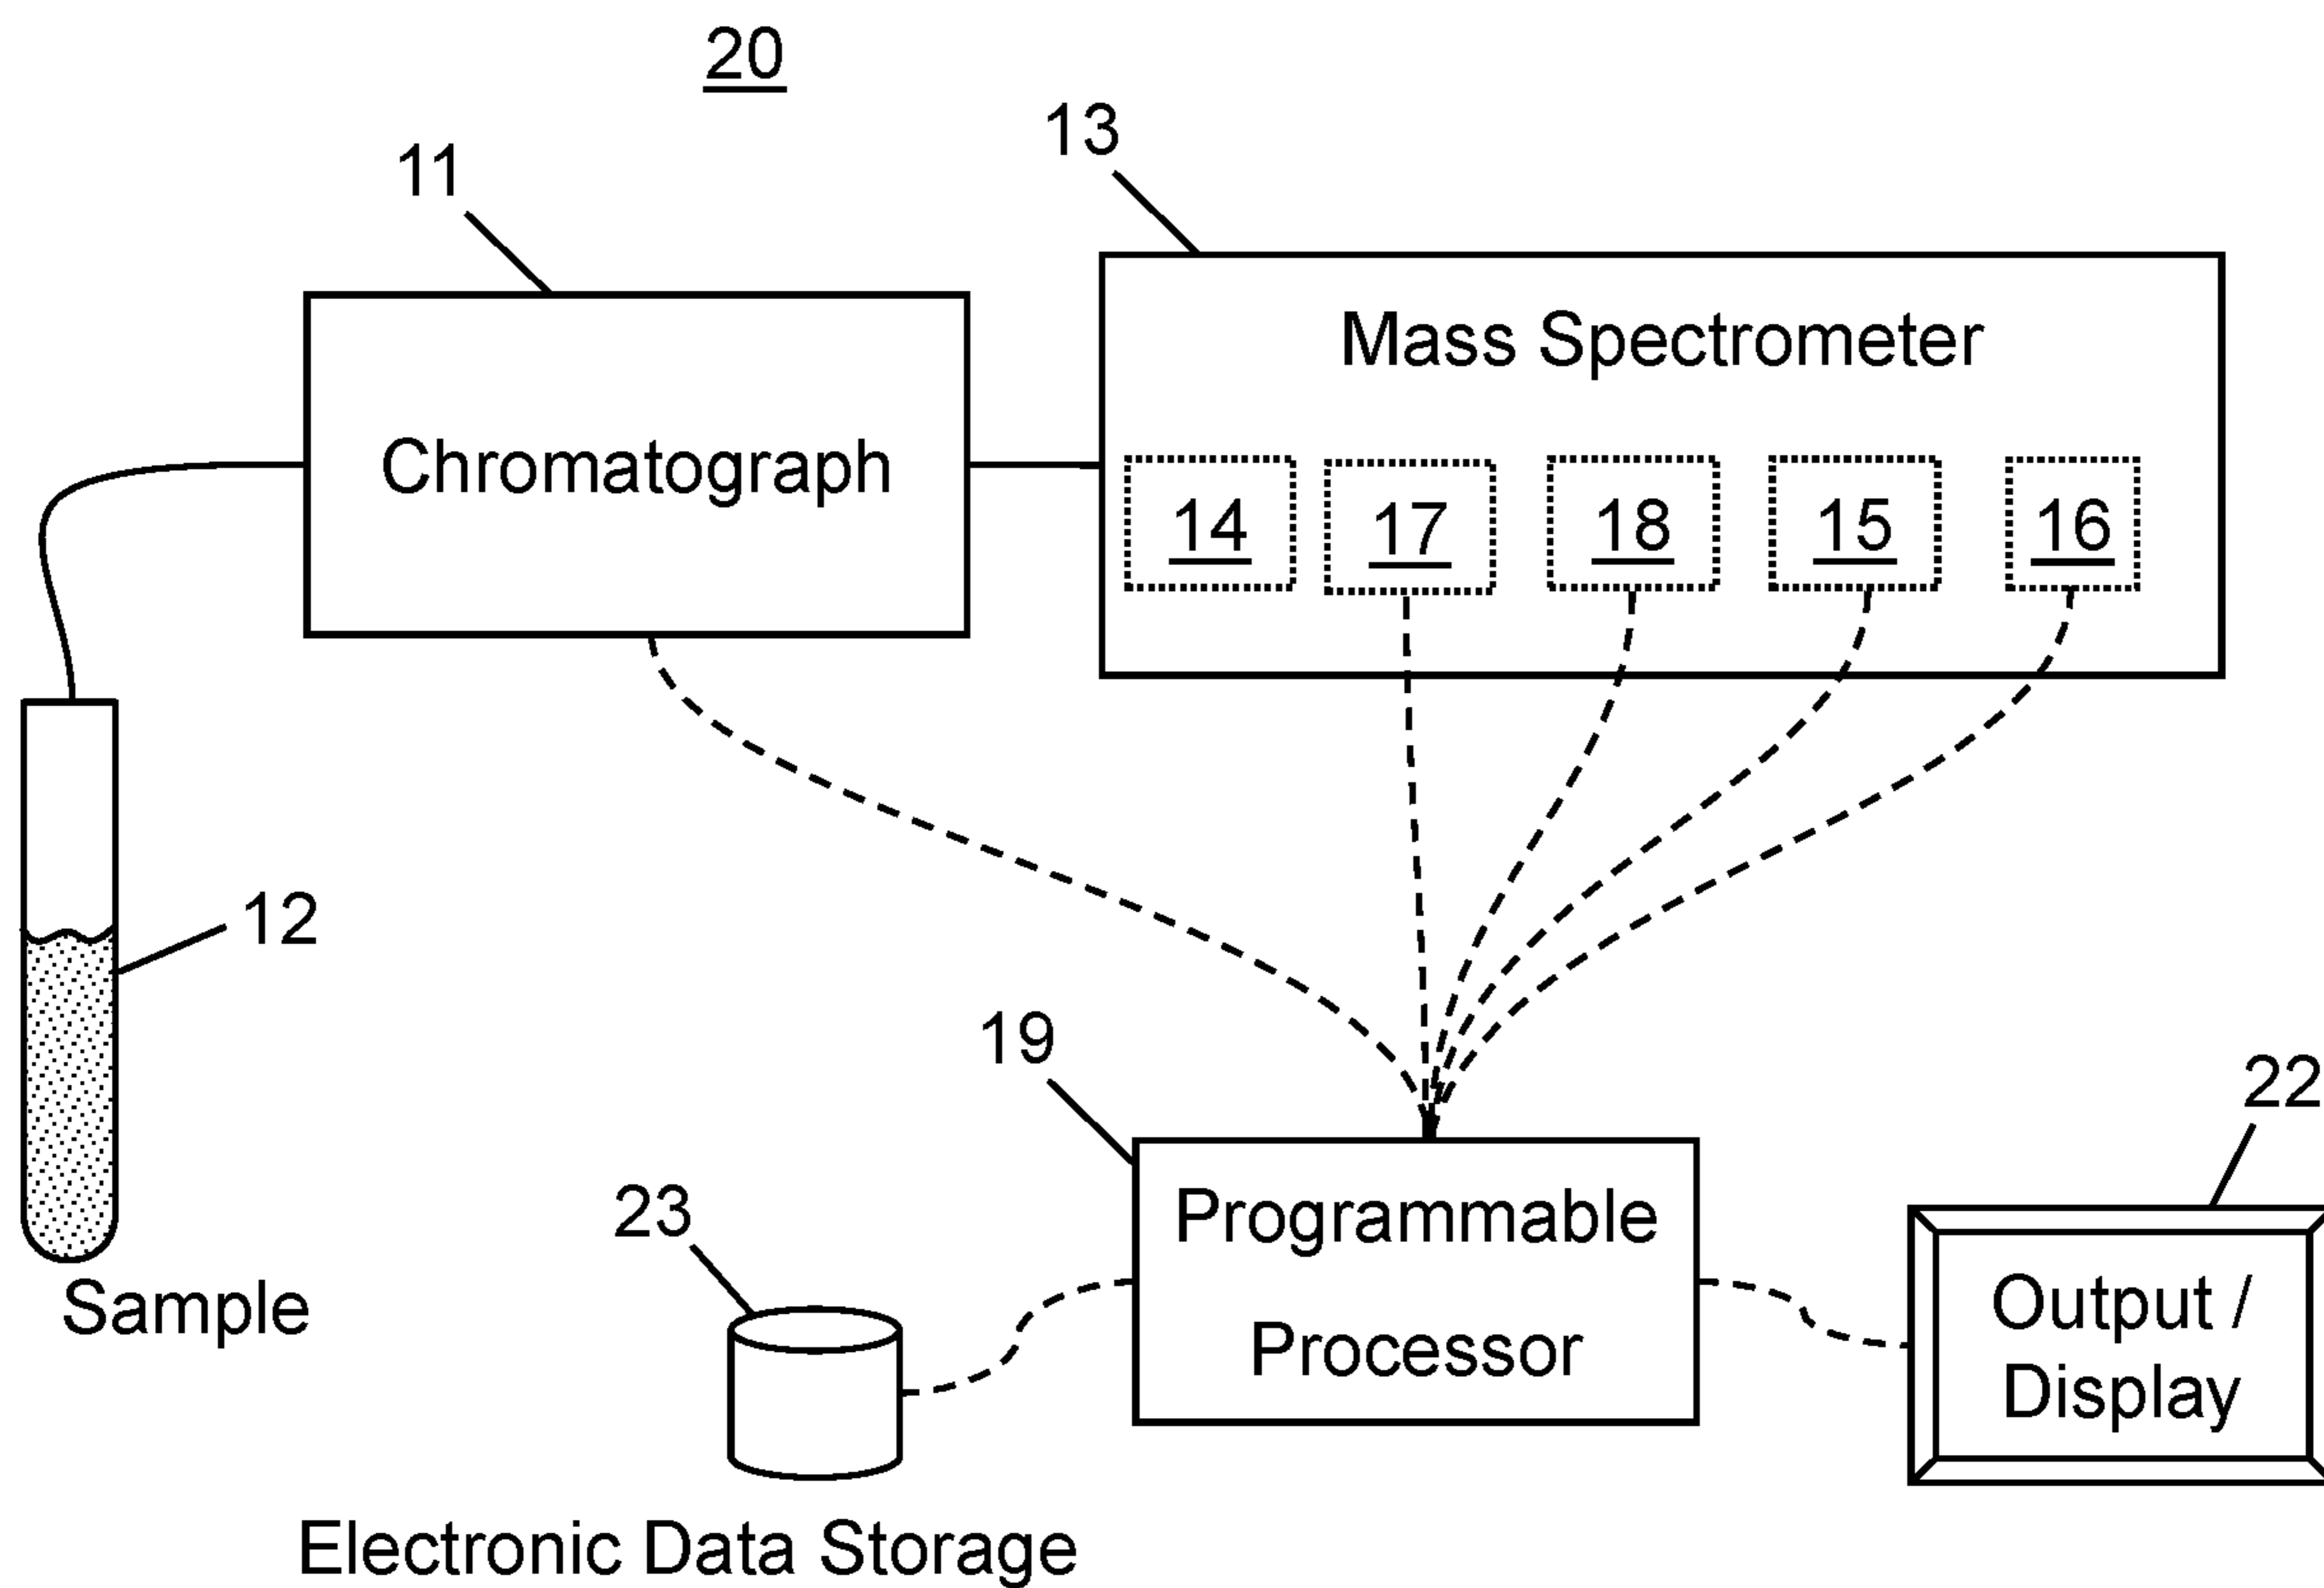 20
13
11
Mass Spectrometer
Chromatograph
14 17 18 15 16
12
19
22
23
Programmable
Processor
Output /
Display
Sample
Electronic Data Storage